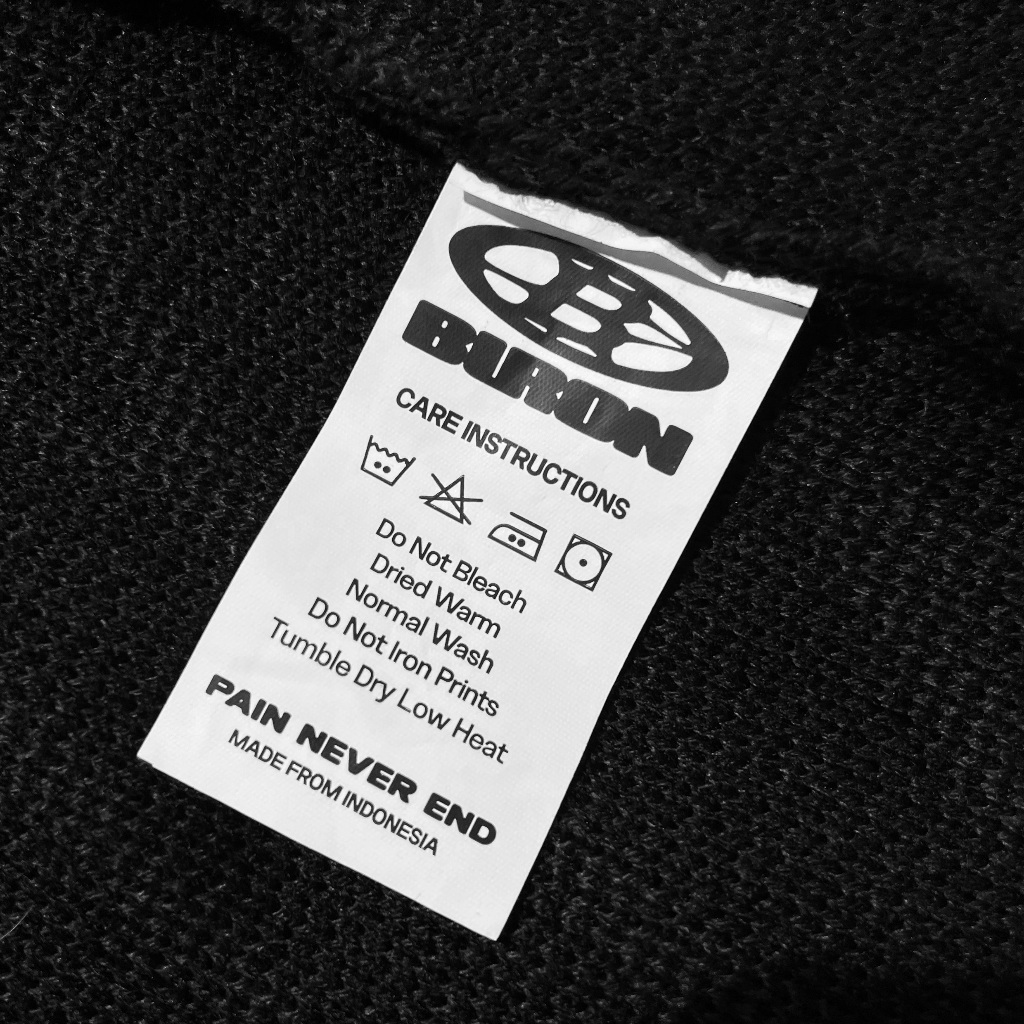 B
BURON
CARE INSTRUCTIONS
Do Not Bleach
Dried Warm
Normal Wash
Do Not Iron Prints
Tumble Dry Low Heat
PAIN NEVER END
MADE FROM INDONESIA